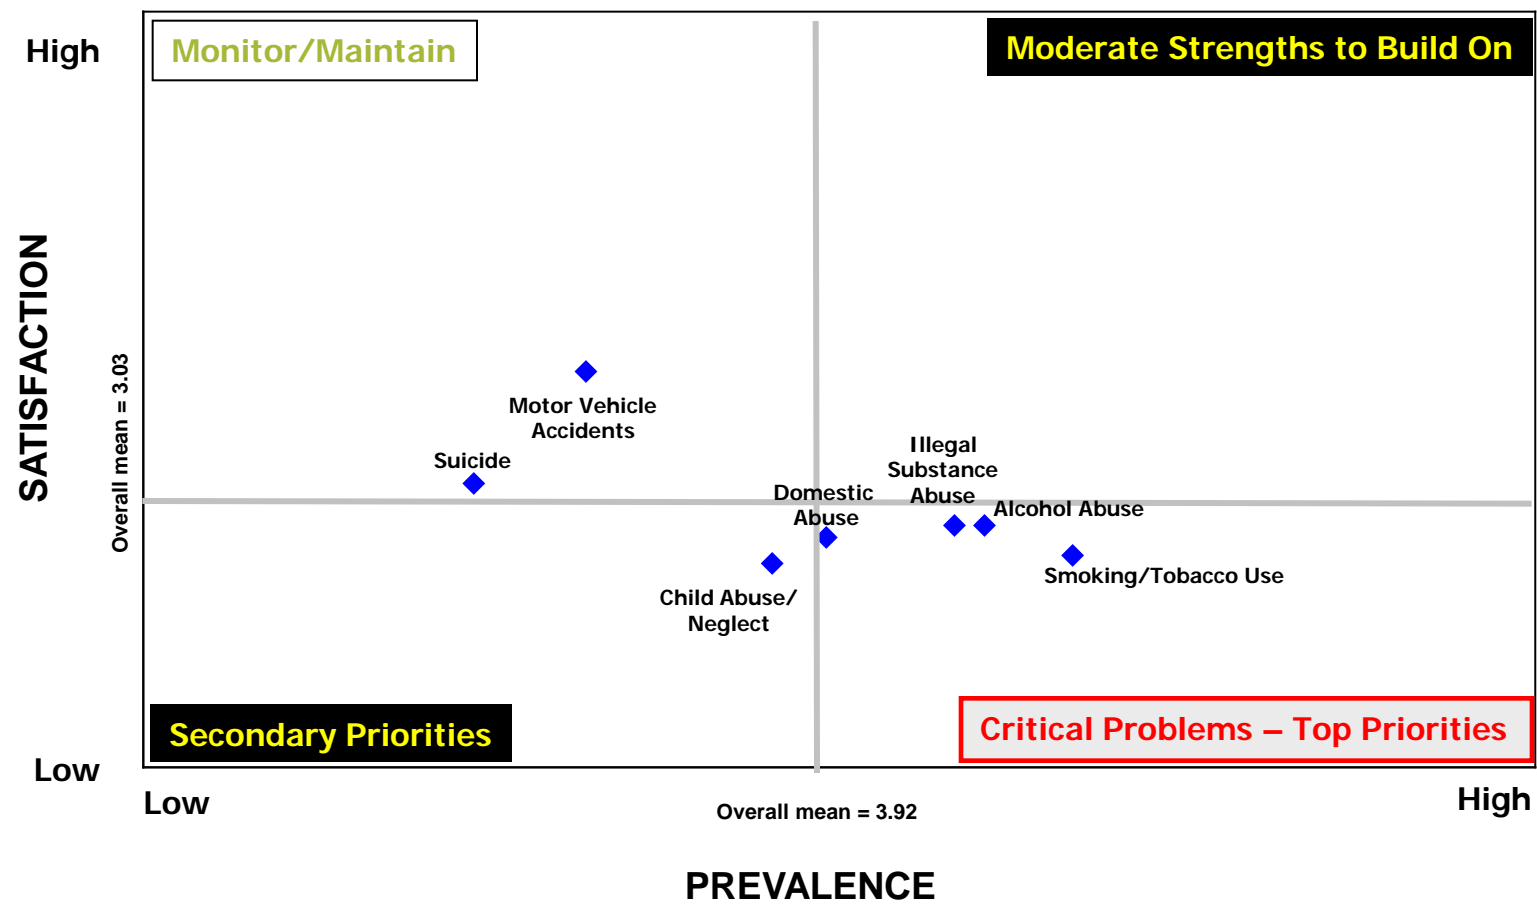 High
Monitor/Maintain
Moderate Strengths to Build On
SATISFACTION
Overall mean = 3.03
Motor Vehicle
Accidents
Suicide
Illegal
Substance
Abuse
Domestic
Abuse
Alcohol Abuse
Smoking/Tobacco Use
Child Abuse/
Neglect
Secondary Priorities
Critical Problems – Top Priorities
Low
Low
Overall mean = 3.92
High
PREVALENCE